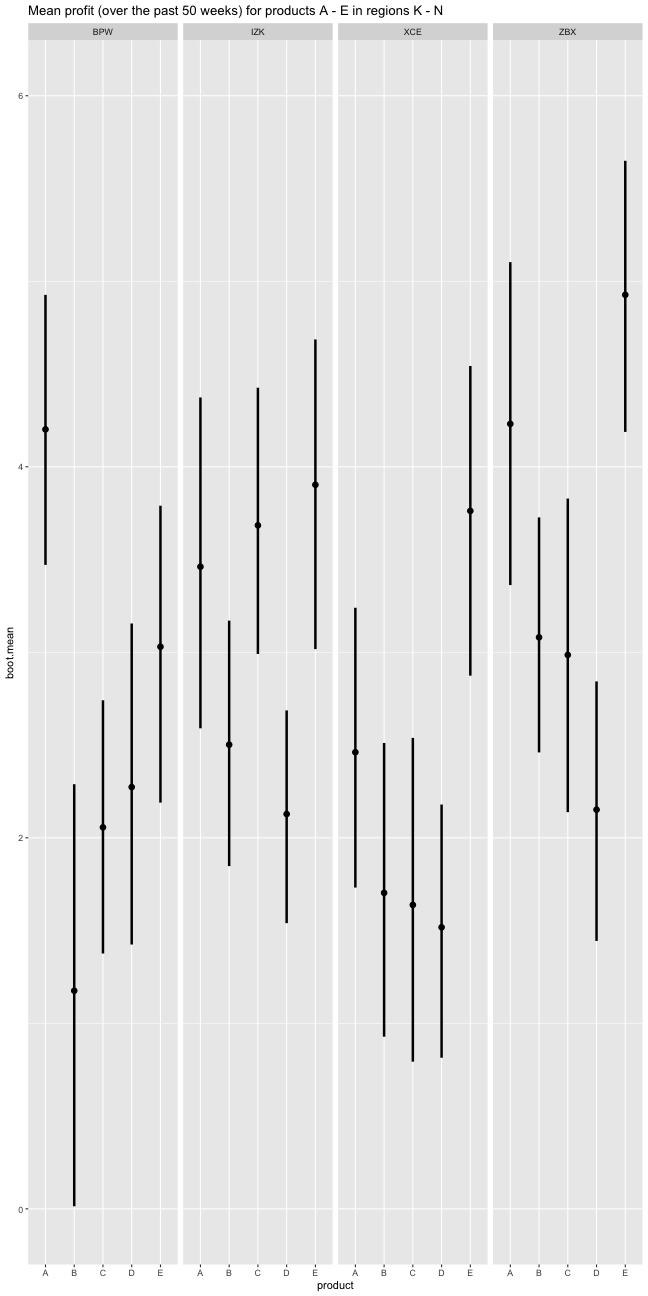 Mean profit (over the past 50 weeks) for products A - E in regions K - N
BPW IZK XCE ZBX
6
4
2
0
boot.mean
A B C D E A B C D E A B C D E A B C D E
product